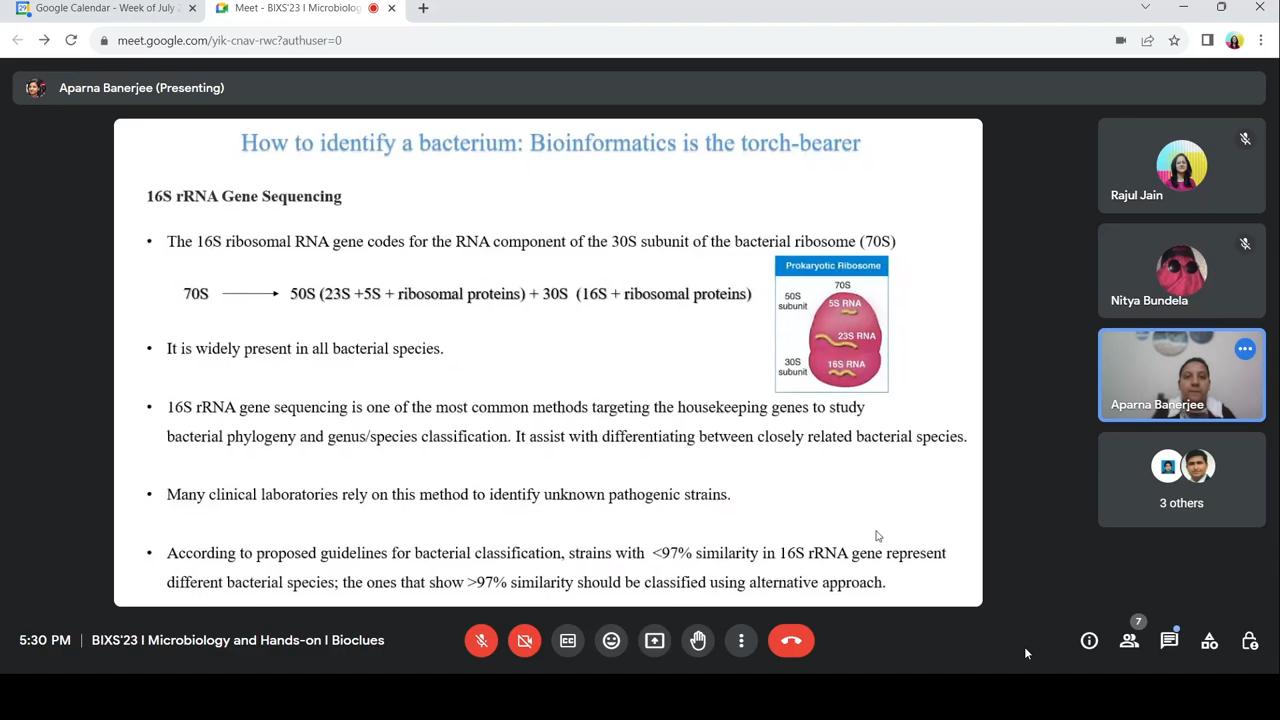 Google Calendar - Week of July
Meet - BIXS'23 I Microbiolog
meet.google.com/yik-cnav-rwc?authuser=0
Aparna Banerjee (Presenting)
How to identify a bacterium: Bioinformatics is the torch-bearer
16S rRNA Gene Sequencing
• The 16S ribosomal RNA gene codes for the RNA component of the 30S subunit of the bacterial ribosome (70S)
70S → 50S (23S +5S + ribosomal proteins) + 30S (16S + ribosomal proteins)
Prokaryotic Ribosome
70S
50S
subunit
5S RNA
23S RNA
30S
subunit
16S RNA
• It is widely present in all bacterial species.
• 16S rRNA gene sequencing is one of the most common methods targeting the housekeeping genes to study
bacterial phylogeny and genus/species classification. It assist with differentiating between closely related bacterial species.
• Many clinical laboratories rely on this method to identify unknown pathogenic strains.
• According to proposed guidelines for bacterial classification, strains with <97% similarity in 16S rRNA gene represent
different bacterial species; the ones that show >97% similarity should be classified using alternative approach.
Rajul Jain
Nitya Bundela
Aparna Banerjee
3 others
5:30 PM | BIXS'23 I Microbiology and Hands-on I Bioclues
7